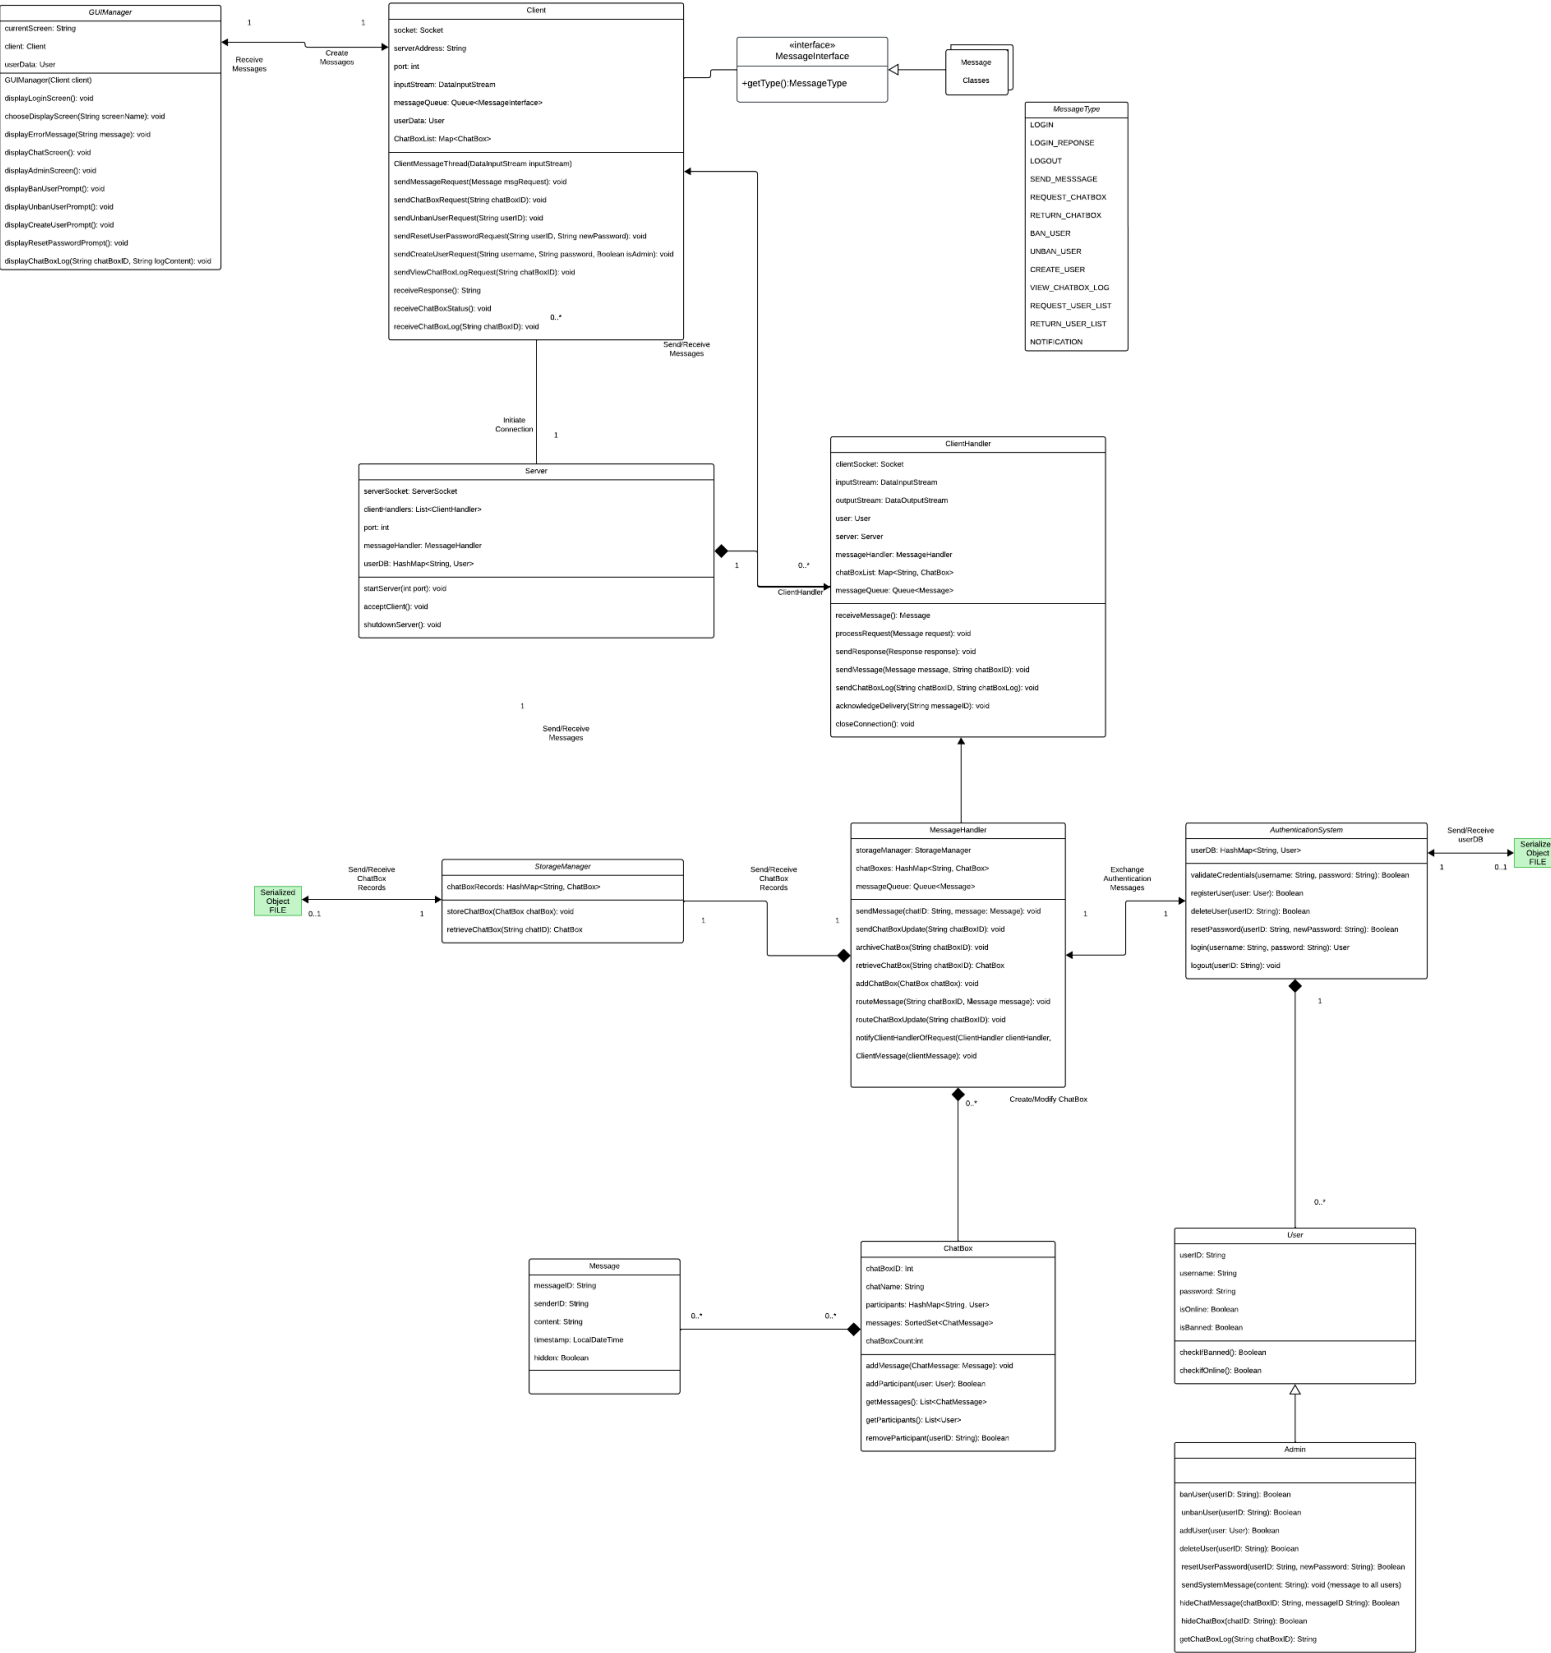 GUIManager
currentScreen: String
client: Client
userData: User
GUIManager(Client client)
displayLoginScreen(): void
chooseDisplayScreen(String screenName): void
displayErrorMessage(String message): void
displayChatScreen(): void
displayAdminScreen(): void
displayBanUserPrompt(): void
displayUnbanUserPrompt(): void
displayCreateUserPrompt(): void
displayResetPasswordPrompt(): void
displayChatBoxLog(String chatBoxID, String logContent): void
1
1
Receive
Messages
Create
Messages
Client
socket: Socket
serverAddress: String
port: int
inputStream: DataInputStream
messageQueue: Queue<MessageInterface>
userData: User
ChatBoxList: Map<ChatBox>
ClientMessageThread(DataInputStream inputStream)
sendMessageRequest(Message msgRequest): void
sendChatBoxRequest(String chatBoxID): void
sendUnbanUserRequest(String userID): void
sendResetUserPasswordRequest(String userID, String newPassword): void
sendCreateUserRequest(String username, String password, Boolean isAdmin): void
sendViewChatBoxLogRequest(String chatBoxID): void
receiveResponse(): String
receiveChatBoxStatus(): void
receiveChatBoxLog(String chatBoxID): void
0..*
«interface»
MessageInterface
+getType():MessageType
Message
Classes
MessageType
LOGIN
LOGIN_REPONSE
LOGOUT
SEND_MESSSAGE
REQUEST_CHATBOX
RETURN_CHATBOX
BAN_USER
UNBAN_USER
CREATE_USER
VIEW_CHATBOX_LOG
REQUEST_USER_LIST
RETURN_USER_LIST
NOTIFICATION
Send/Receive
Messages
Initiate
Connection
1
Server
serverSocket: ServerSocket
clientHandlers: List<ClientHandler>
port: int
messageHandler: MessageHandler
userDB: HashMap<String, User>
startServer(int port): void
acceptClient(): void
shutdownServer(): void
1
0..*
ClientHandler
ClientHandler
clientSocket: Socket
inputStream: DataInputStream
outputStream: DataOutputStream
user: User
server: Server
messageHandler: MessageHandler
chatBoxList: Map<String, ChatBox>
messageQueue: Queue<Message>
receiveMessage(): Message
processRequest(Message request): void
sendResponse(Response response): void
sendMessage(Message message, String chatBoxID): void
sendChatBoxLog(String chatBoxID, String chatBoxLog): void
acknowledgeDelivery(String messageID): void
closeConnection(): void
1
Send/Receive
Messages
Serialized
Object
FILE
Send/Receive
ChatBox
Records
0..1
1
StorageManager
chatBoxRecords: HashMap<String, ChatBox>
storeChatBox(ChatBox chatBox): void
retrieveChatBox(String chatID): ChatBox
Send/Receive
ChatBox
Records
1
1
MessageHandler
storageManager: StorageManager
chatBoxes: HashMap<String, ChatBox>
messageQueue: Queue<Message>
sendMessage(chatID: String, message: Message): void
sendChatBoxUpdate(String chatBoxID): void
archiveChatBox(String chatBoxID): void
retrieveChatBox(String chatBoxID): ChatBox
addChatBox(ChatBox chatBox): void
routeMessage(String chatBoxID, Message message): void
routeChatBoxUpdate(String chatBoxID): void
notifyClientHandlerOfRequest(ClientHandler clientHandler,
ClientMessage(clientMessage): void
Exchange
Authentication
Messages
1
1
AuthenticationSystem
userDB: HashMap<String, User>
validateCredentials(username: String, password: String): Boolean
registerUser(user: User): Boolean
deleteUser(userID: String): Boolean
resetPassword(userID: String, newPassword: String): Boolean
login(username: String, password: String): User
logout(userID: String): void
Send/Receive
userDB
1
0..1
Serialize
Object
FILE
1
0..*
0..*
Create/Modify ChatBox
Message
messageID: String
senderID: String
content: String
timestamp: LocalDateTime
hidden: Boolean
0..*
0..*
ChatBox
chatBoxID: Int
chatName: String
participants: HashMap<String, User>
messages: SortedSet<ChatMessage>
chatBoxCount:int
addMessage(ChatMessage: Message): void
addParticipant(user: User): Boolean
getMessages(): List<ChatMessage>
getParticipants(): List<User>
removeParticipant(userID: String): Boolean
User
userID: String
username: String
password: String
isOnline: Boolean
isBanned: Boolean
checkIfBanned(): Boolean
checkifOnline(): Boolean
Admin
banUser(userID: String): Boolean
unbanUser(userID: String): Boolean
addUser(user: User): Boolean
deleteUser(userID: String): Boolean
resetUserPassword(userID: String, newPassword: String): Boolean
sendSystemMessage(content: String): void (message to all users)
hideChatMessage(chatBoxID: String, messageID String): Boolean
hideChatBox(chatID: String): Boolean
getChatBoxLog(String chatBoxID): String